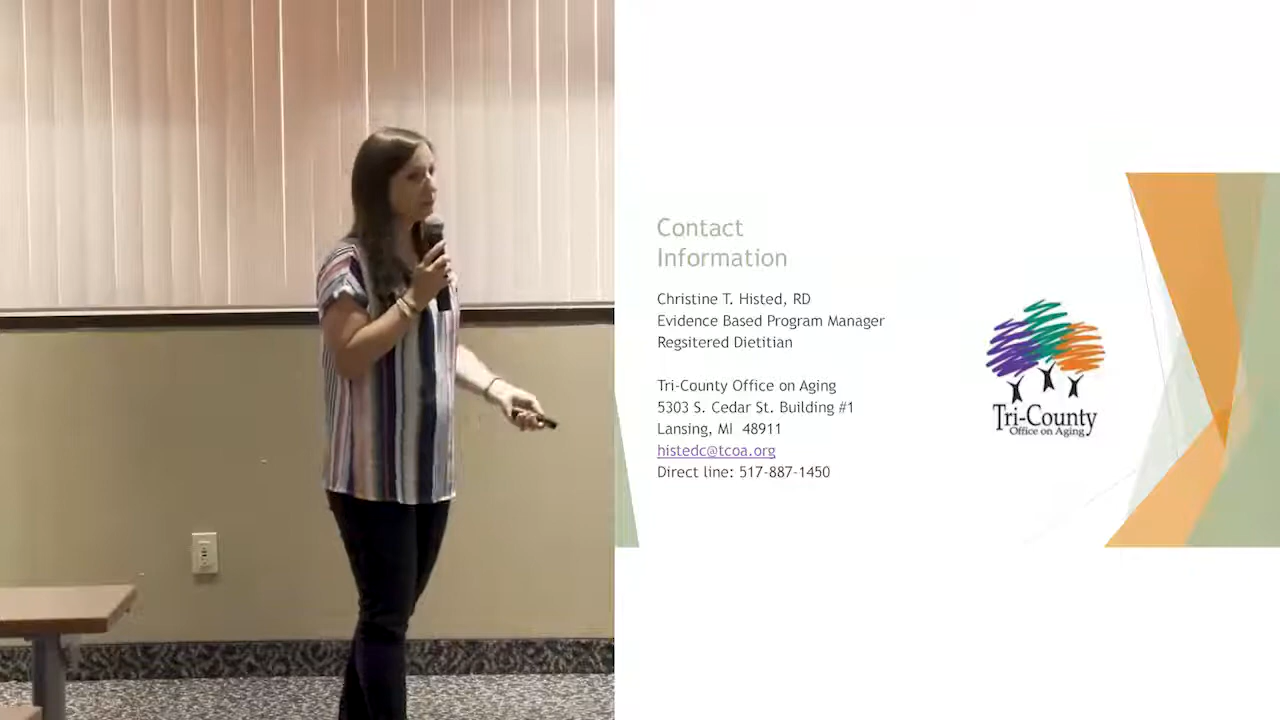 Contact
Information
Christine T. Histed, RD
Evidence Based Program Manager
Regsitered Dietitian
Tri-County Office on Aging
5303 S. Cedar St. Building #1
Lansing, MI 48911
histedc@tcoa.org
Direct line: 517-887-1450
Tri-County
Office on Aging